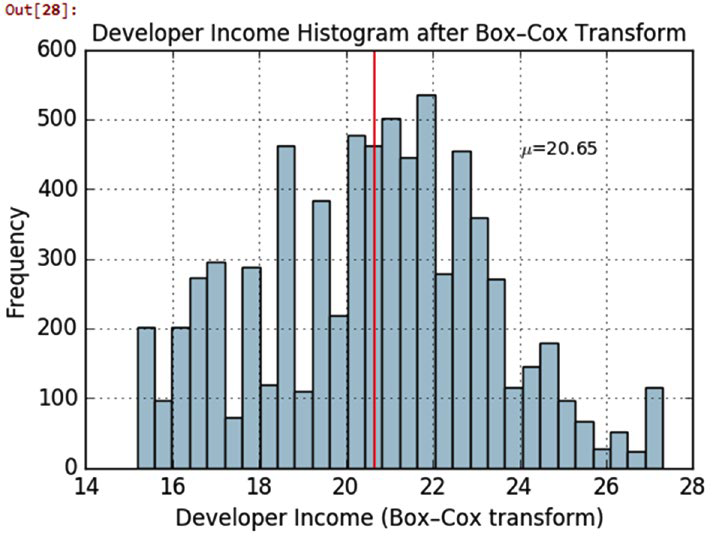 Out[28]:
Developer Income Histogram after Box–Cox Transform
600
500
400
300
200
100
0
Frequency
μ=20.65
14 16 18 20 22 24 26 28
Developer Income (Box–Cox transform)